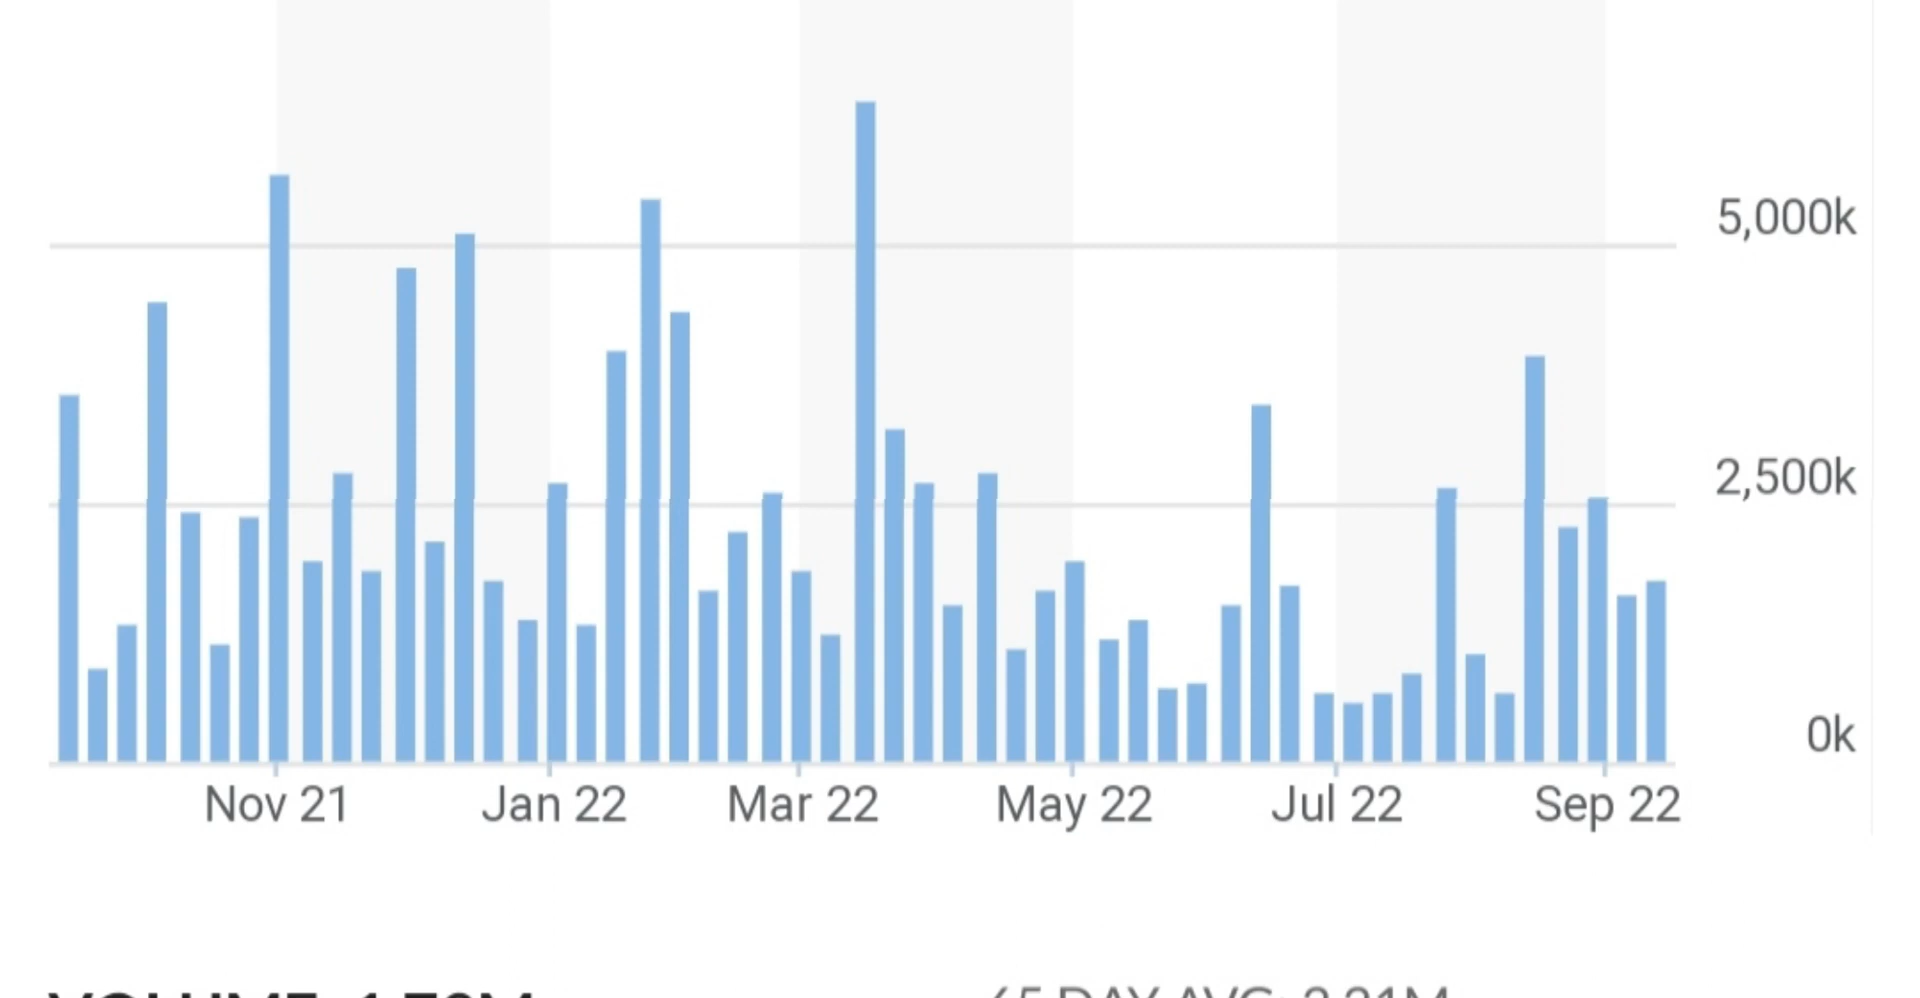 5,000k
2,500k
0k
Nov 21
Jan 22
Mar 22
May 22
Jul 22
Sep 22